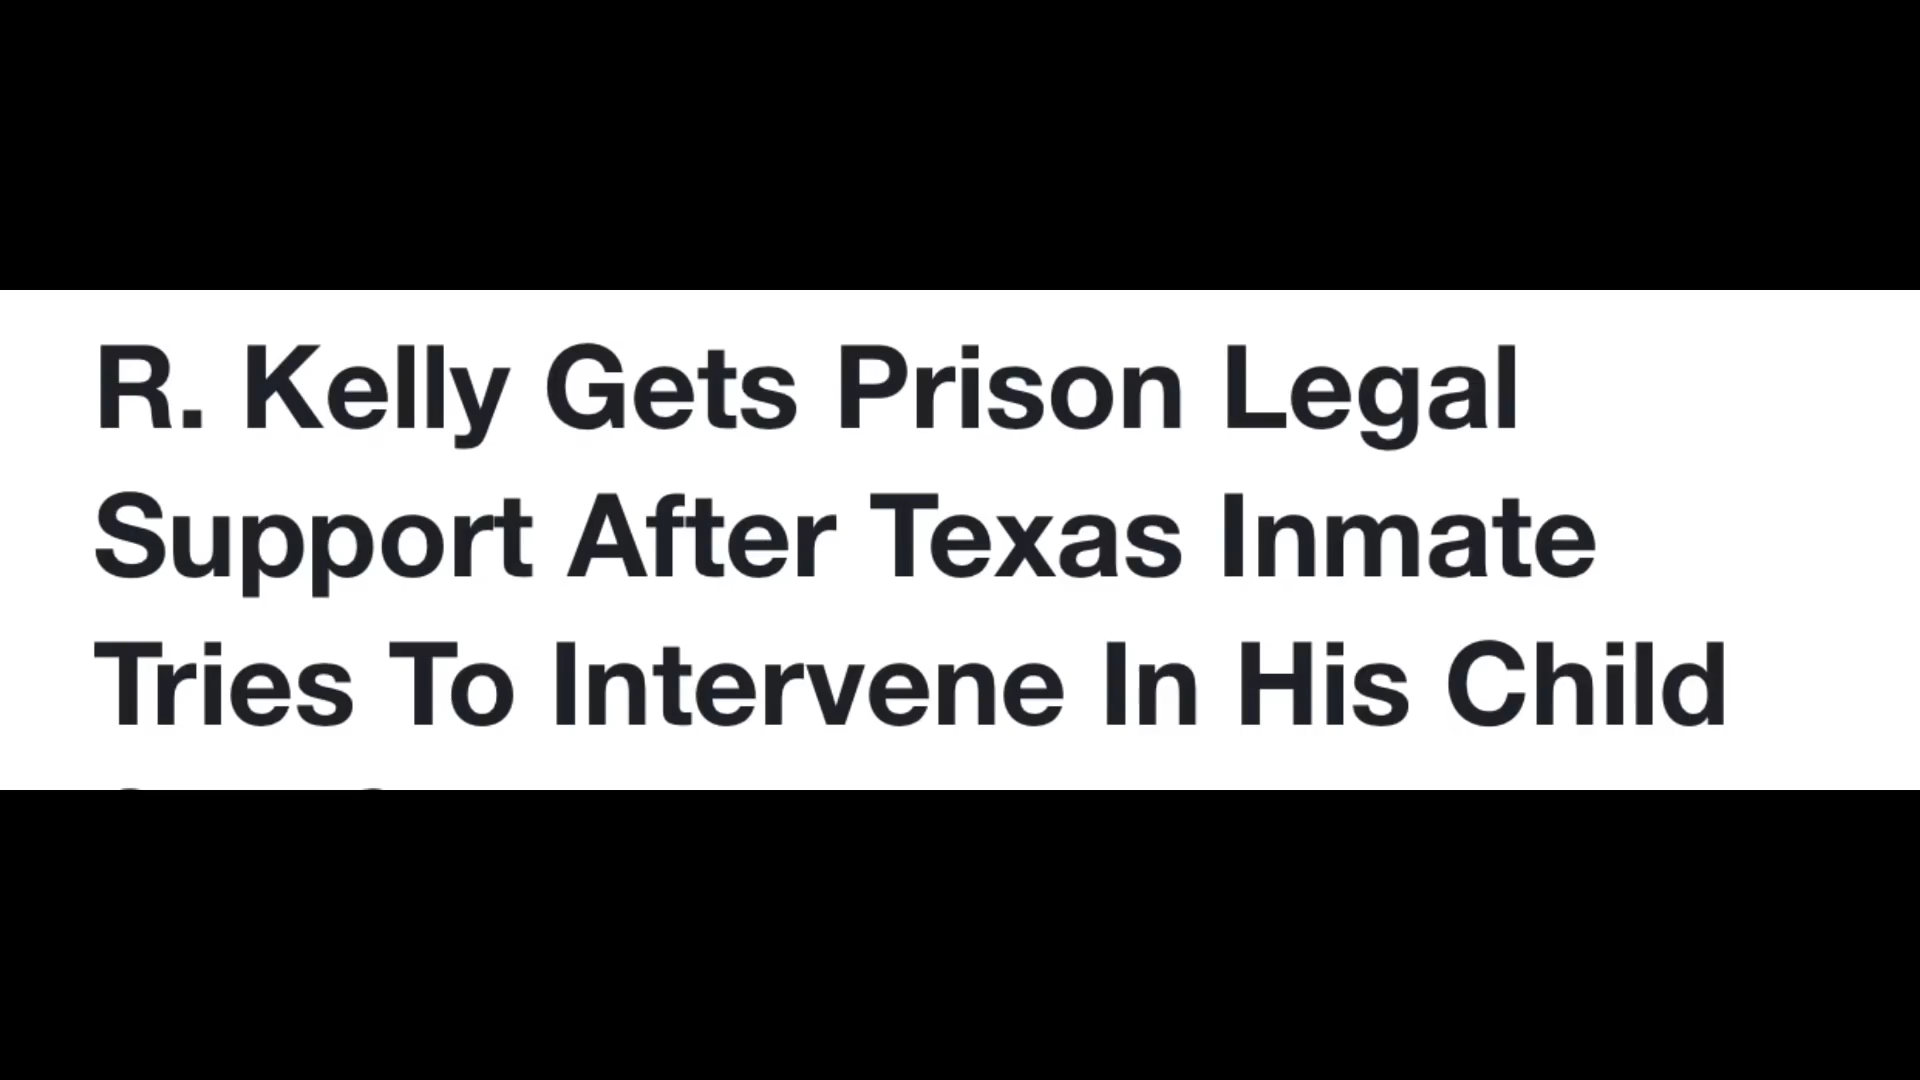 R. Kelly Gets Prison Legal
Support After Texas Inmate
Tries To Intervene In His Child